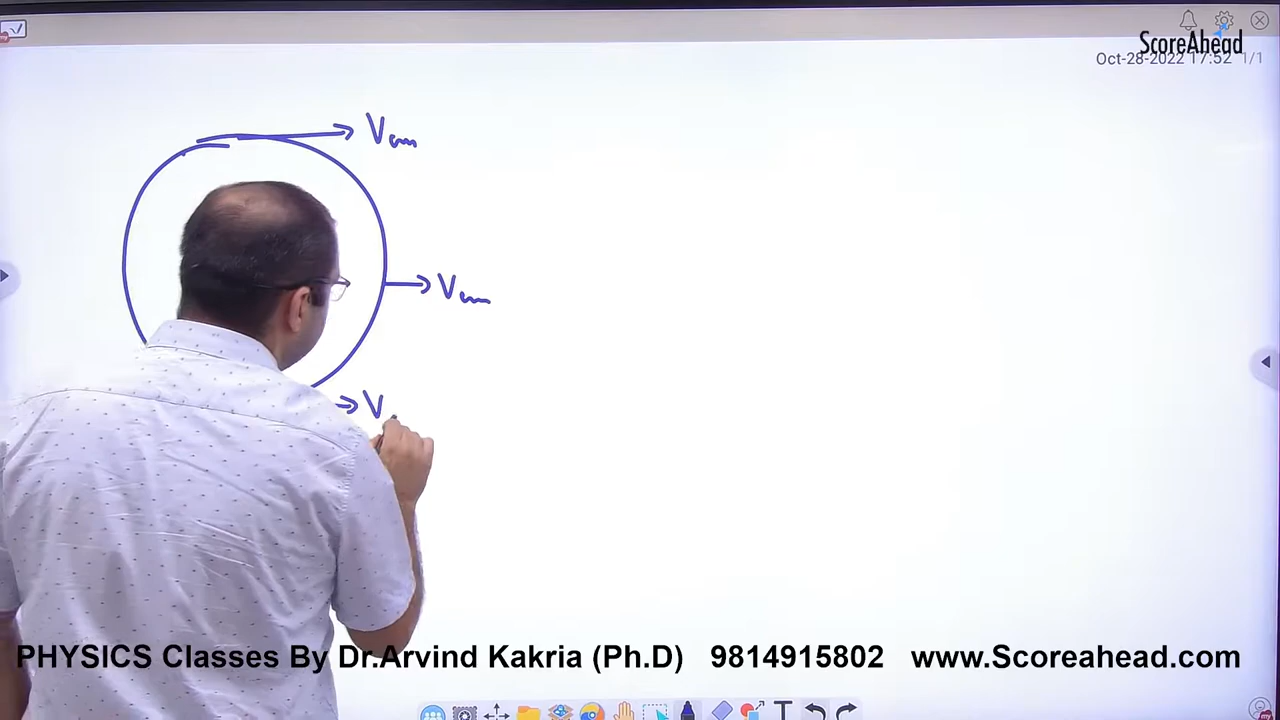 ScoreAhead
Oct-28-2022 17:52 1/1
Vcm
Vcm
V
PHYSICS Classes By Dr.Arvind Kakria (Ph.D) 9814915802 www.Scoreahead.com